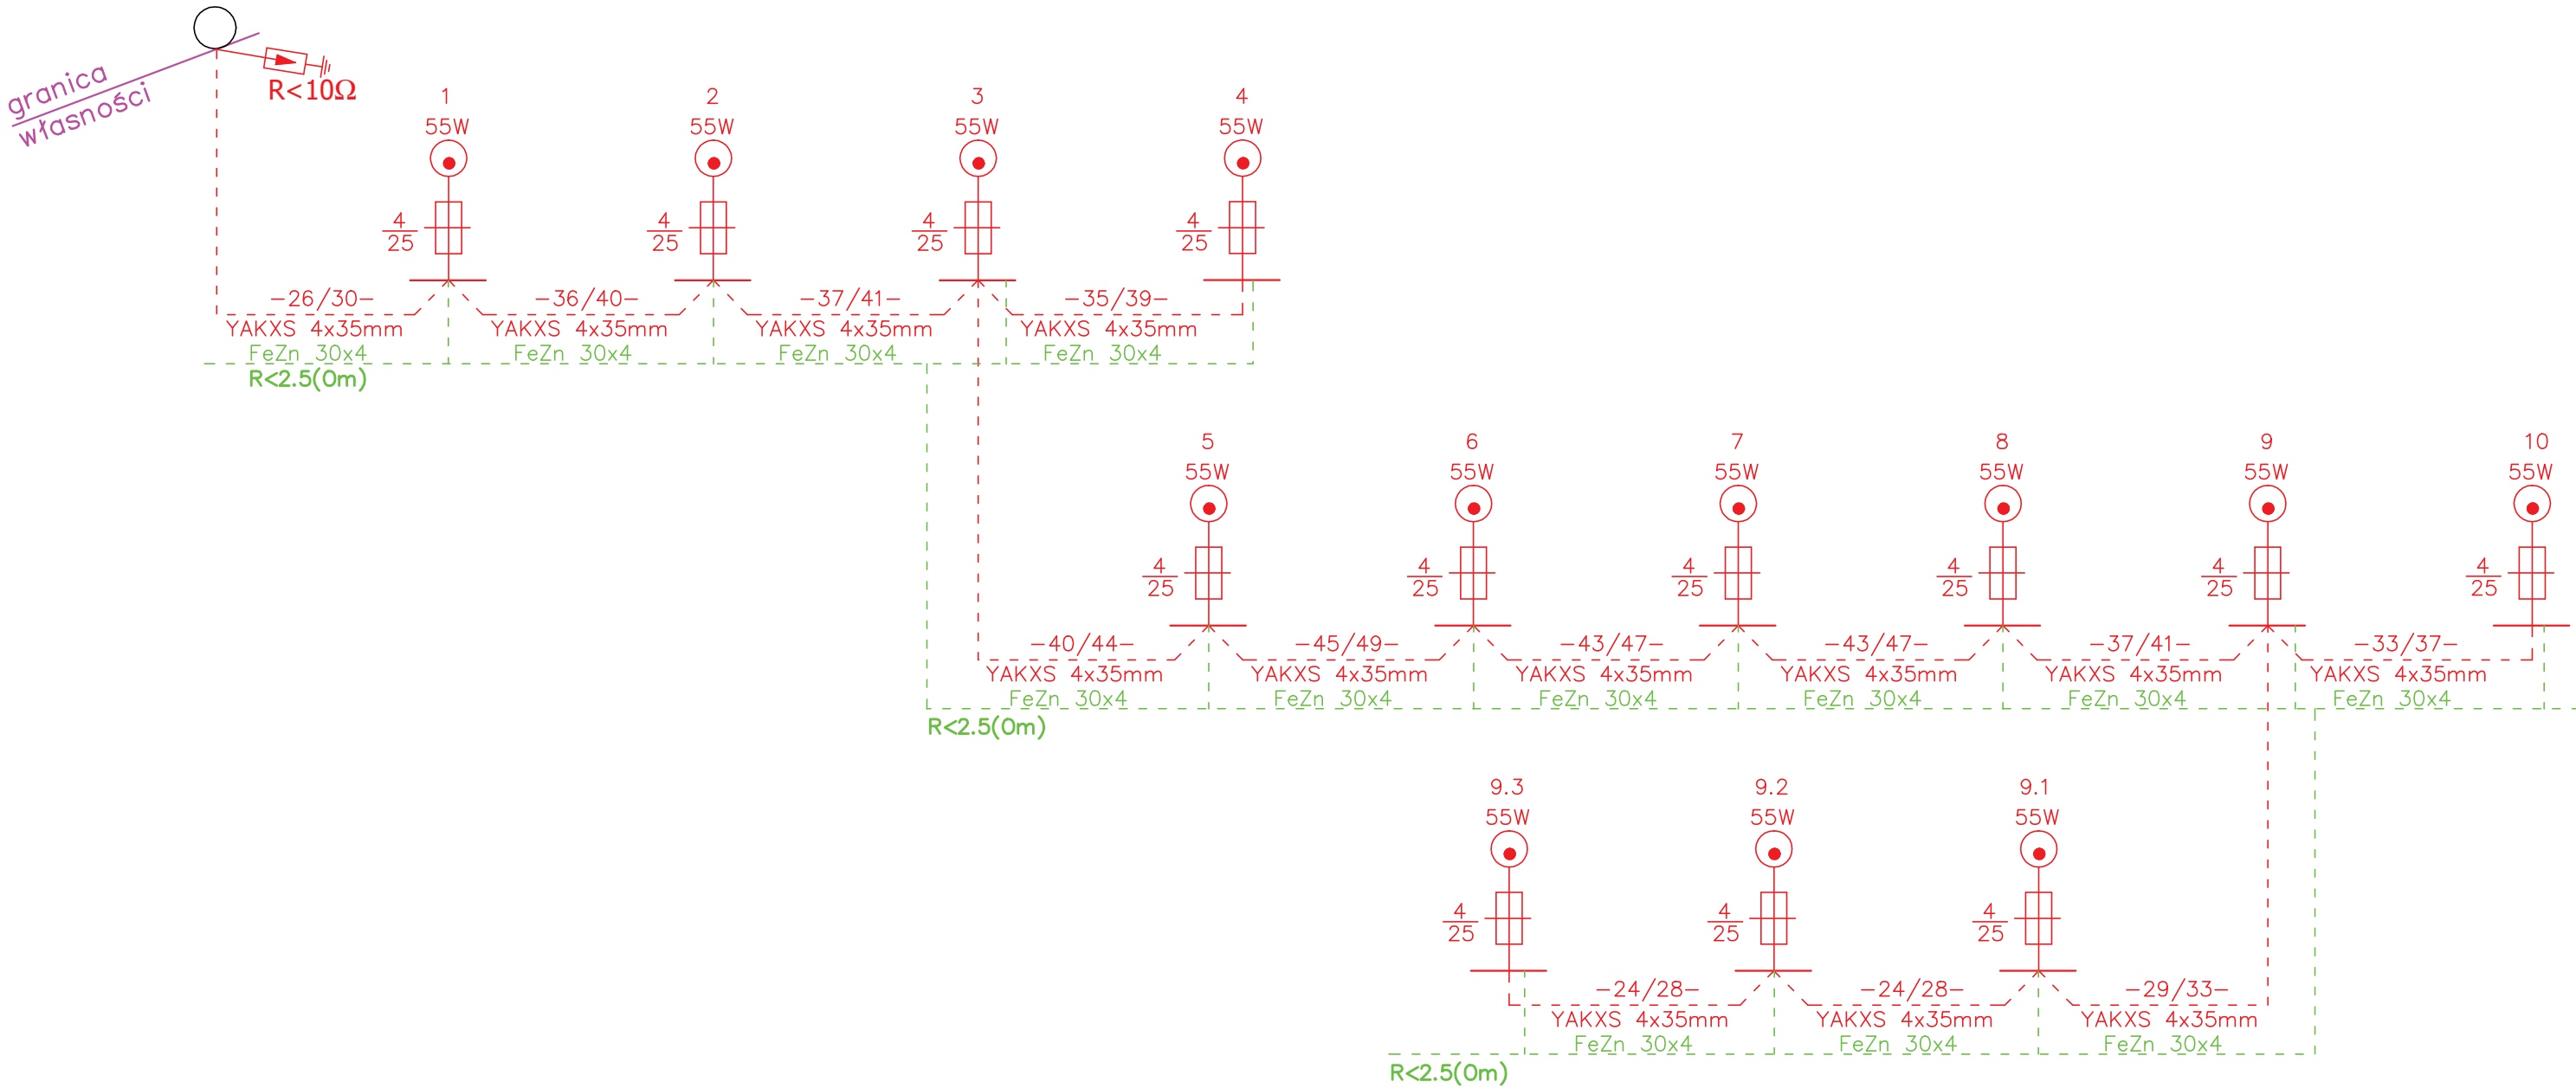 granica
własności
R<10Ω
1 2 3 4
55W 55W 55W 55W
4 4 4 4
25 25 25 25
-26/30- -36/40- -37/41- -35/39-
YAKXS 4x35mm YAKXS 4x35mm YAKXS 4x35mm YAKXS 4x35mm
FeZn 30x4 FeZn 30x4 FeZn 30x4 FeZn 30x4
R<2.5(Om)
5 6 7 8 9 10
55W 55W 55W 55W 55W 55W
4 4 4 4 4 4
25 25 25 25 25 25
-40/44- -45/49- -43/47- -43/47- -37/41- -33/37-
YAKXS 4x35mm YAKXS 4x35mm YAKXS 4x35mm YAKXS 4x35mm YAKXS 4x35mm YAKXS 4x35mm
FeZn 30x4 FeZn 30x4 FeZn 30x4 FeZn 30x4 FeZn 30x4 FeZn 30x4
R<2.5(Om)
9.3 9.2 9.1
55W 55W 55W
4 4 4
25 25 25
-24/28- -24/28- -29/33-
YAKXS 4x35mm YAKXS 4x35mm YAKXS 4x35mm
FeZn 30x4 FeZn 30x4 FeZn 30x4
R<2.5(Om)